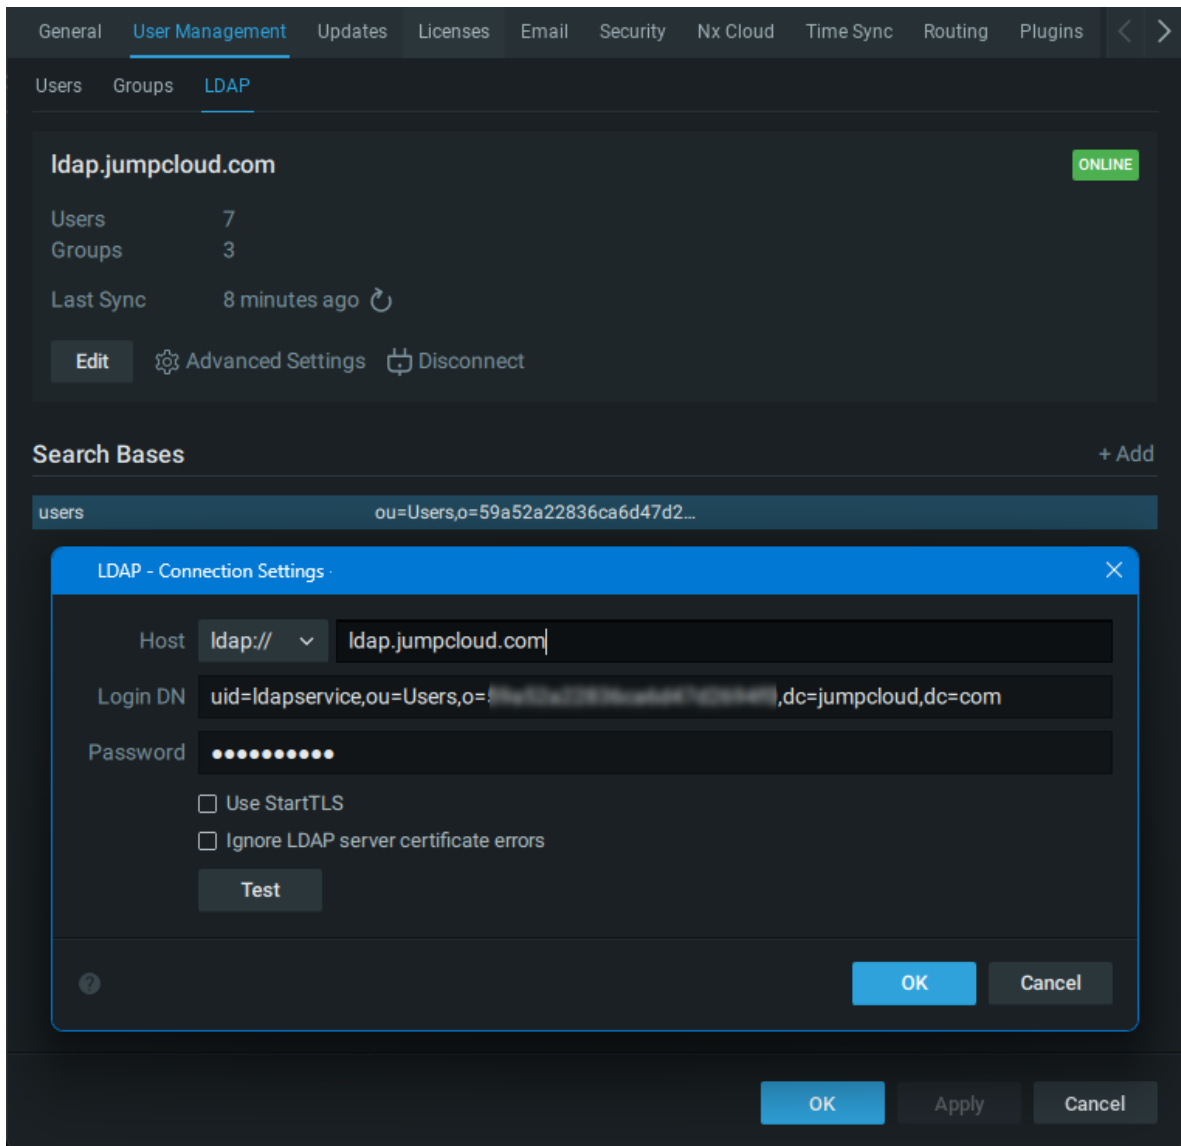 General User Management Updates Licenses Email Security Nx Cloud Time Sync Routing Plugins
Users Groups LDAP
ldap.jumpcloud.com ONLINE
Users 7
Groups 3
Last Sync 8 minutes ago
Edit Advanced Settings Disconnect
Search Bases + Add
users ou=Users,o=59a52a22836ca6d47d2...
LDAP - Connection Settings
Host ldap:// ldap.jumpcloud.com
Login DN uid=ldapservice,ou=Users,o= ,dc=jumpcloud,dc=com
Password ●●●●●●●●●●
Use StartTLS
Ignore LDAP server certificate errors
Test
? OK Cancel
OK Apply Cancel